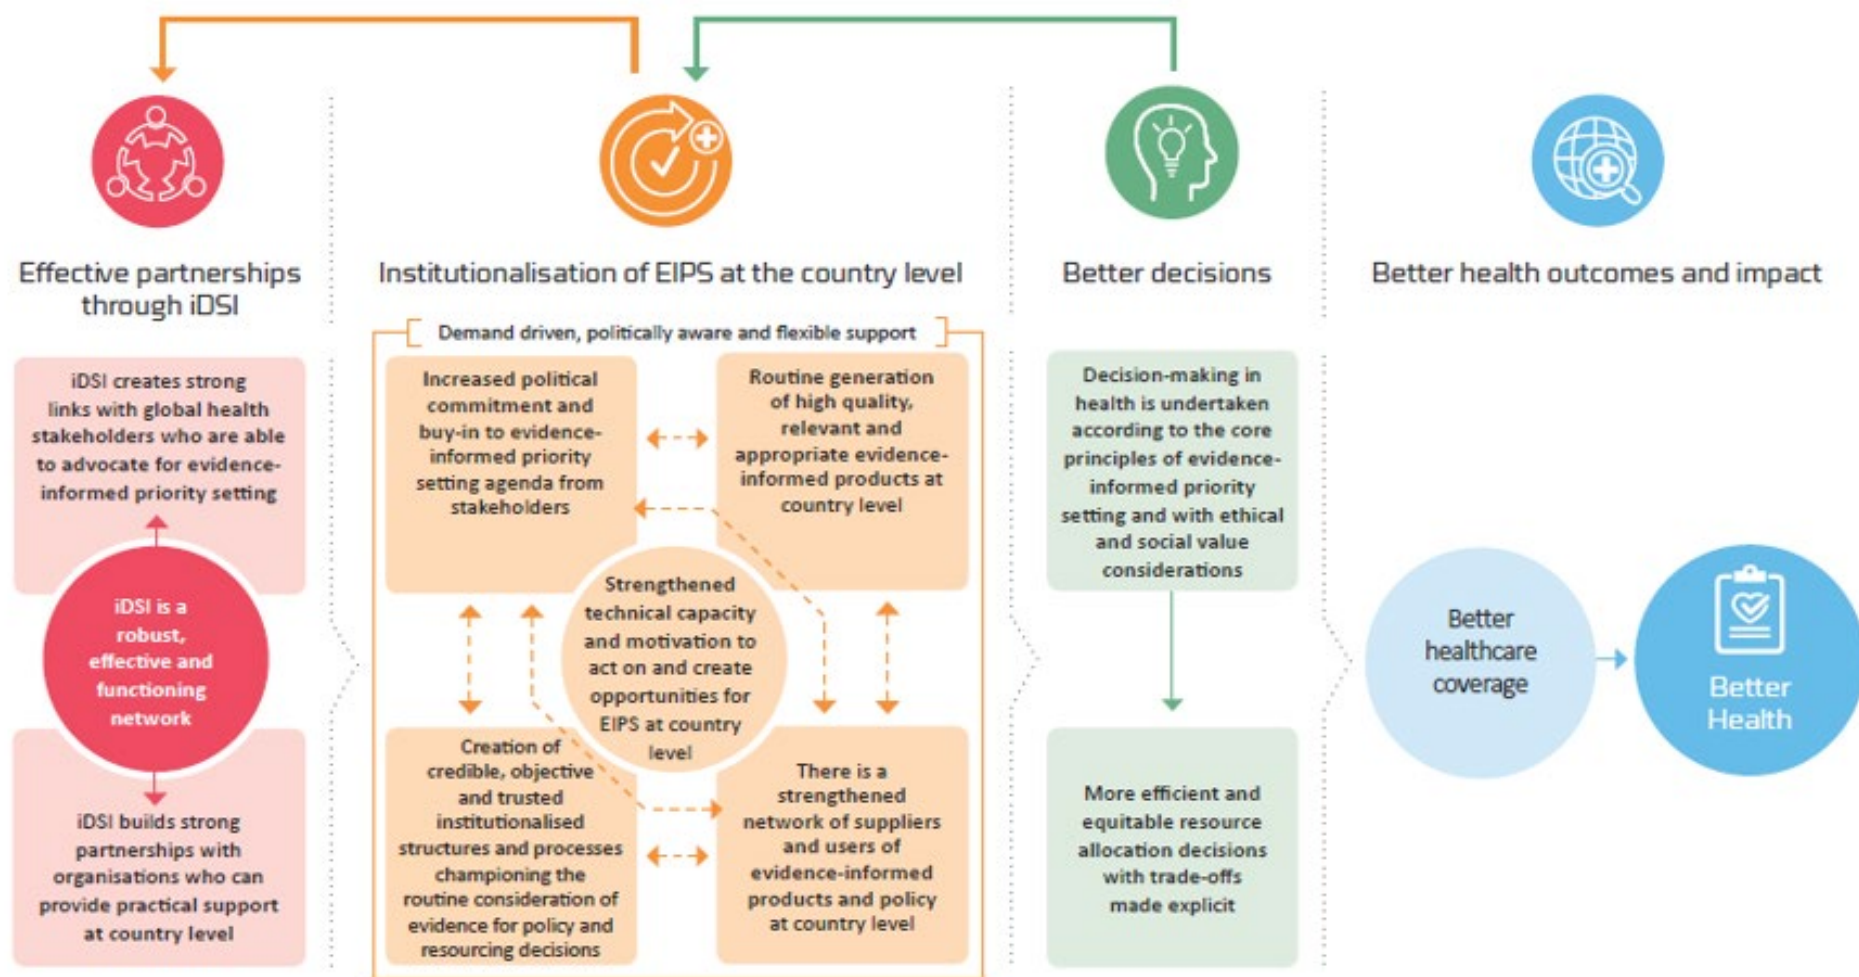 Effective partnerships
through iDSI
iDSI creates strong
links with global health
stakeholders who are able
to advocate for evidence-
informed priority setting
iDSI is a
robust,
effective and
functioning
network
iDSI builds strong
partnerships with
organisations who can
provide practical support
at country level
Institutionalisation of EIPS at the country level
Demand driven, politically aware and flexible support
Increased political
commitment and
buy-in to evidence-
informed priority
setting agenda from
stakeholders
Routine generation
of high quality,
relevant and
appropriate evidence-
informed products at
country level
Strengthened
technical capacity
and motivation to
act on and create
opportunities for
EIPS at country
level
Creation of
credible, objective
and trusted
institutionalised
structures and processes
championing the
routine consideration of
evidence for policy and
resourcing decisions
There is a
strengthened
network of suppliers
and users of
evidence-informed
products and policy
at country level
Better decisions
Decision-making in
health is undertaken
according to the core
principles of evidence-
informed priority
setting and with ethical
and social value
considerations
More efficient and
equitable resource
allocation decisions
with trade-offs
made explicit
Better health outcomes and impact
Better
healthcare
coverage
Better
Health